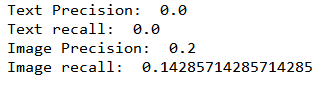 Text Precision:  0.0
Text recall:  0.0
Image Precision:  0.2
Image recall:  0.14285714285714285